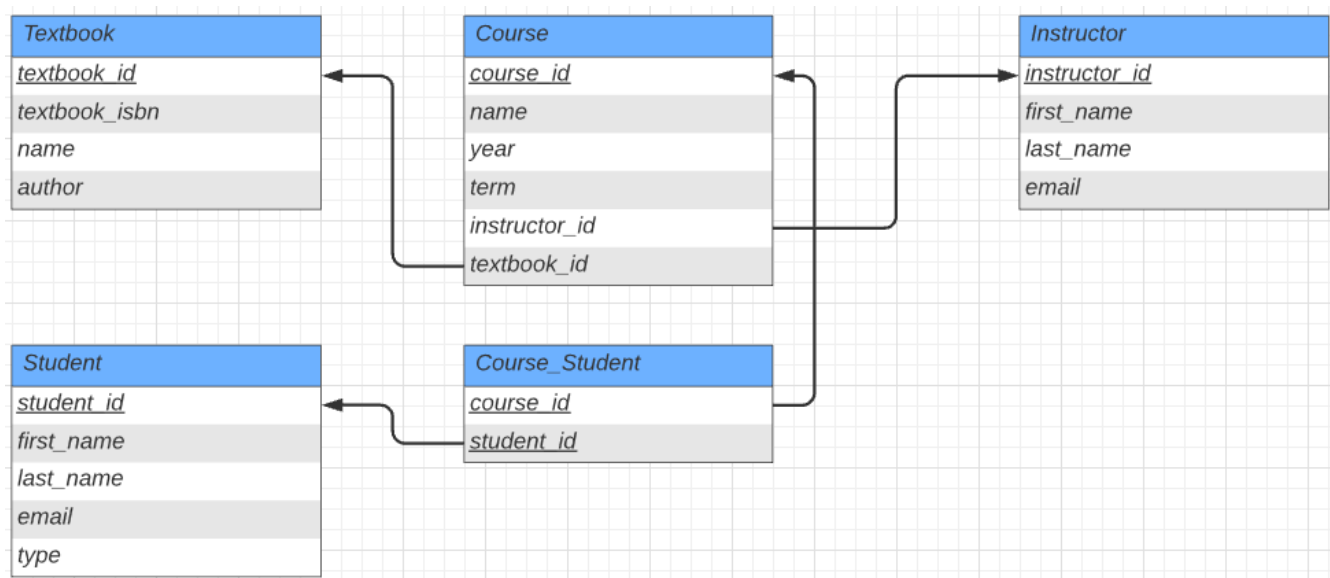 Textbook
textbook_id
textbook_isbn
name
author
Course
course_id
name
year
term
instructor_id
textbook_id
Instructor
instructor_id
first_name
last_name
email
Student
student_id
first_name
last_name
email
type
Course_Student
course_id
student_id